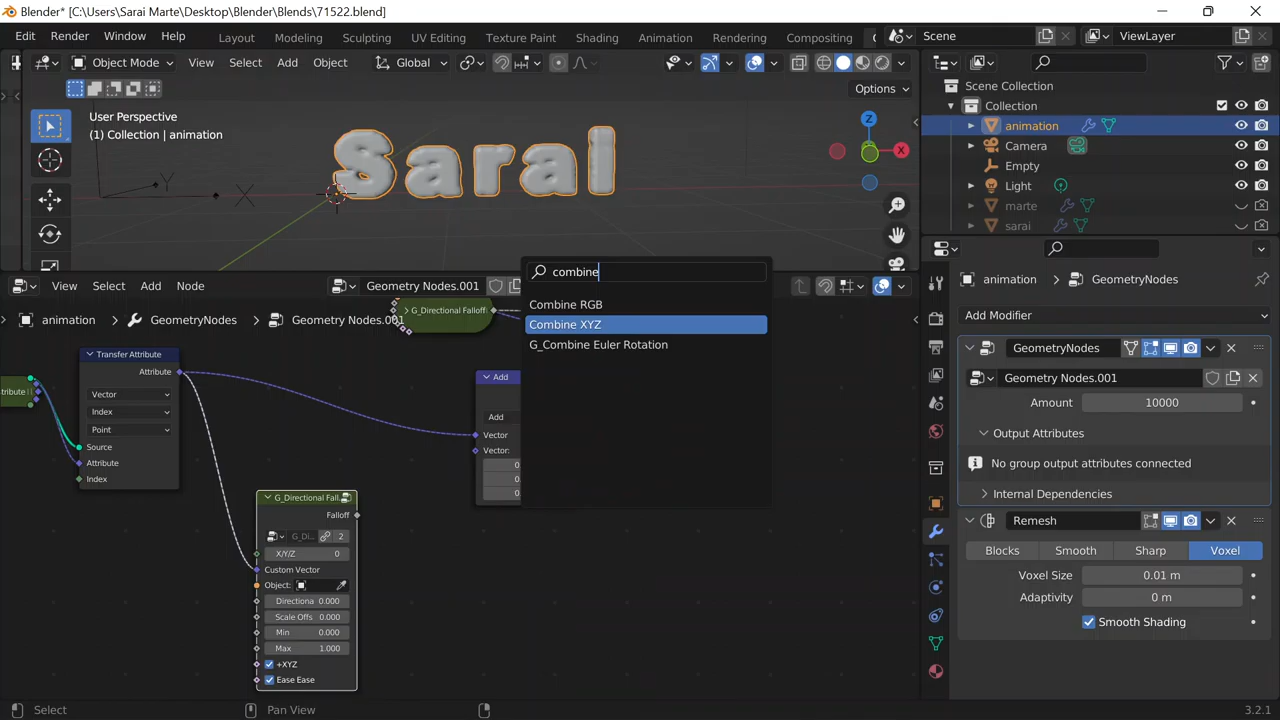 Blender* [C:\Users\Sarai Marte\Desktop\Blender\Blends\71522.blend]
Edit Render Window Help Layout Modeling Sculpting UV Editing Texture Paint Shading Animation Rendering Compositing Scene ViewLayer
Object Mode View Select Add Object Global
Options
User Perspective
(1) Collection | animation
SaraI
Y
X
Z
X
Scene Collection
Collection
animation
Camera
Empty
Light
marte
sarai
View Select Add Node Geometry Nodes.001
animation GeometryNodes Geometry Nodes.001
G_Directional Falloff
combine
Combine RGB
Combine XYZ
G_Combine Euler Rotation
Transfer Attribute
Attribute
Vector
Index
Point
Source
Attribute
Index
Add
Add
Vector
Vector:
0
0.
0.
G_Directional Fall
Falloff
G_Di... 2
X/Y/Z 0
Custom Vector
Object:
Directiona 0.000
Scale Offs 0.000
Min 0.000
Max 1.000
+XYZ
Ease Ease
animation GeometryNodes
Add Modifier
GeometryNodes
Geometry Nodes.001
Amount 10000
Output Attributes
No group output attributes connected
Internal Dependencies
Remesh
Blocks Smooth Sharp Voxel
Voxel Size 0.01 m
Adaptivity 0 m
Smooth Shading
Select Pan View 3.2.1